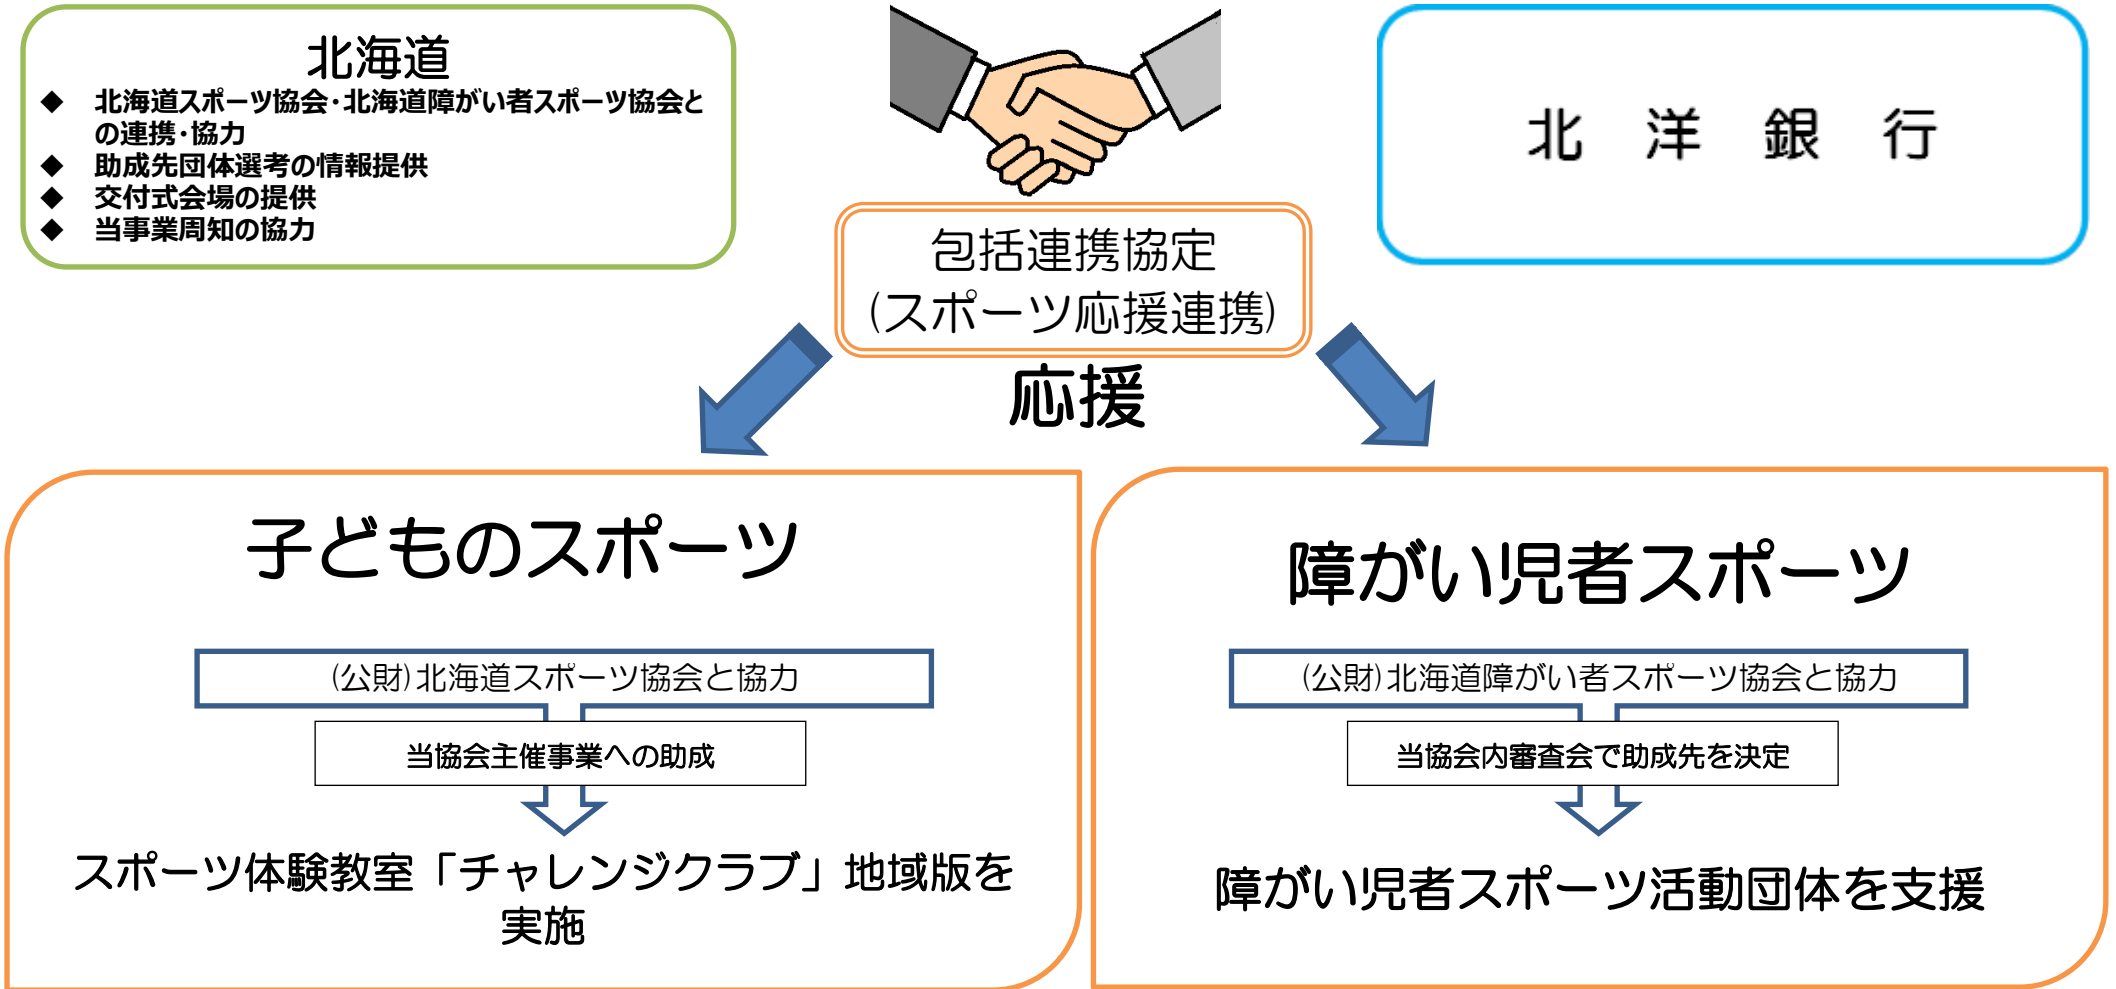 北海道
◆ 北海道スポーツ協会・北海道障がい者スポーツ協会と
の連携・協力
◆ 助成先団体選考の情報提供
◆ 交付式会場の提供
◆ 当事業周知の協力
北洋銀行
包括連携協定
(スポーツ応援連携)
応援
子どものスポーツ
(公財)北海道スポーツ協会と協力
当協会主催事業への助成
スポーツ体験教室「チャレンジクラブ」地域版を
実施
障がい児者スポーツ
(公財)北海道障がい者スポーツ協会と協力
当協会内審査会で助成先を決定
障がい児者スポーツ活動団体を支援